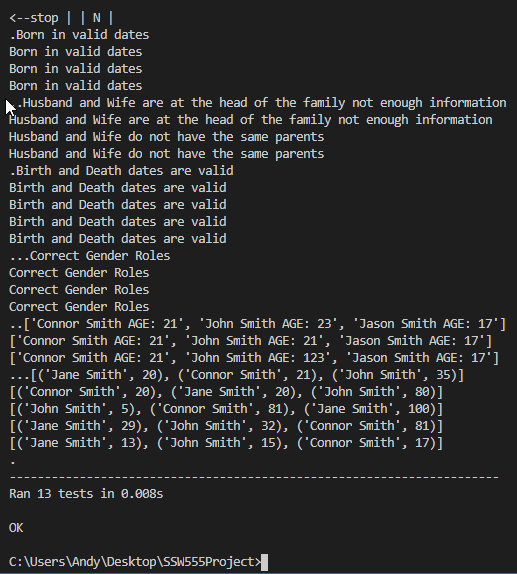 <--stop | | N |
.Born in valid dates
Born in valid dates
Born in valid dates
Born in valid dates
..Husband and Wife are at the head of the family not enough information
Husband and Wife are at the head of the family not enough information
Husband and Wife do not have the same parents
Husband and Wife do not have the same parents
.Birth and Death dates are valid
Birth and Death dates are valid
Birth and Death dates are valid
Birth and Death dates are valid
Birth and Death dates are valid
...Correct Gender Roles
Correct Gender Roles
Correct Gender Roles
Correct Gender Roles
..['Connor Smith AGE: 21', 'John Smith AGE: 23', 'Jason Smith AGE: 17']
['Connor Smith AGE: 21', 'John Smith AGE: 21', 'Jason Smith AGE: 17']
['Connor Smith AGE: 21', 'John Smith AGE: 123', 'Jason Smith AGE: 17']
...[('Jane Smith', 20), ('Connor Smith', 21), ('John Smith', 35)]
[('Connor Smith', 20), ('Jane Smith', 20), ('John Smith', 80)]
[('John Smith', 5), ('Connor Smith', 81), ('Jane Smith', 100)]
[('Jane Smith', 29), ('John Smith', 32), ('Connor Smith', 81)]
[('Jane Smith', 13), ('John Smith', 15), ('Connor Smith', 17)]
.
----------------------------------------------------------------------
Ran 13 tests in 0.008s
OK
C:\Users\Andy\Desktop\SSW555Project>